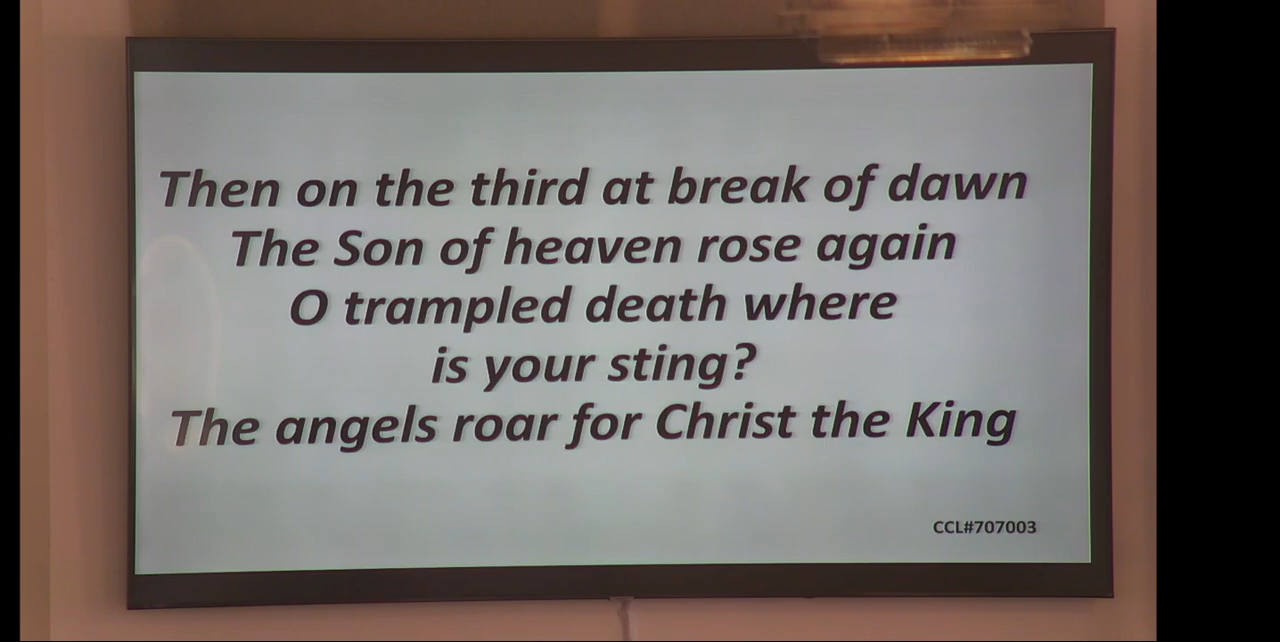 Then on the third at break of dawn
The Son of heaven rose again
O trampled death where
is your sting?
The angels roar for Christ the King
CCL#707003